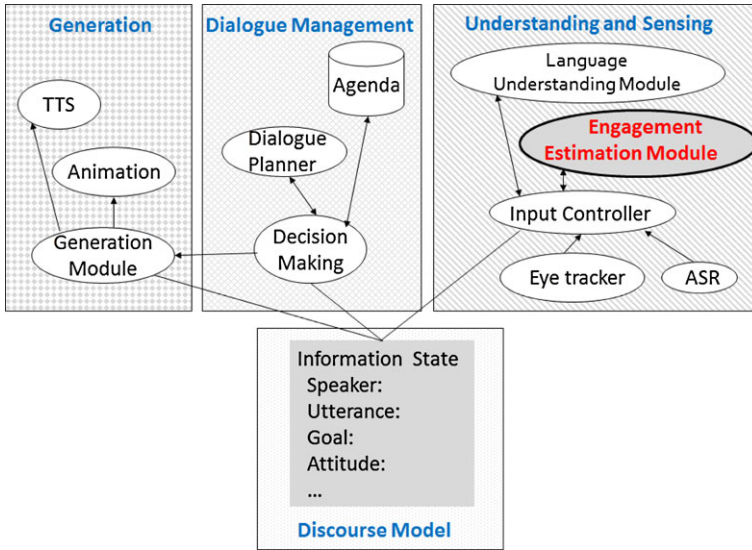 Generation
TTS
Animation
Generation
Module
Dialogue Management
Agenda
Dialogue
Planner
Decision
Making
Understanding and Sensing
Language
Understanding Module
Engagement
Estimation Module
Input Controller
Eye tracker
ASR
Information State
Speaker:
Utterance:
Goal:
Attitude:
...
Discourse Model